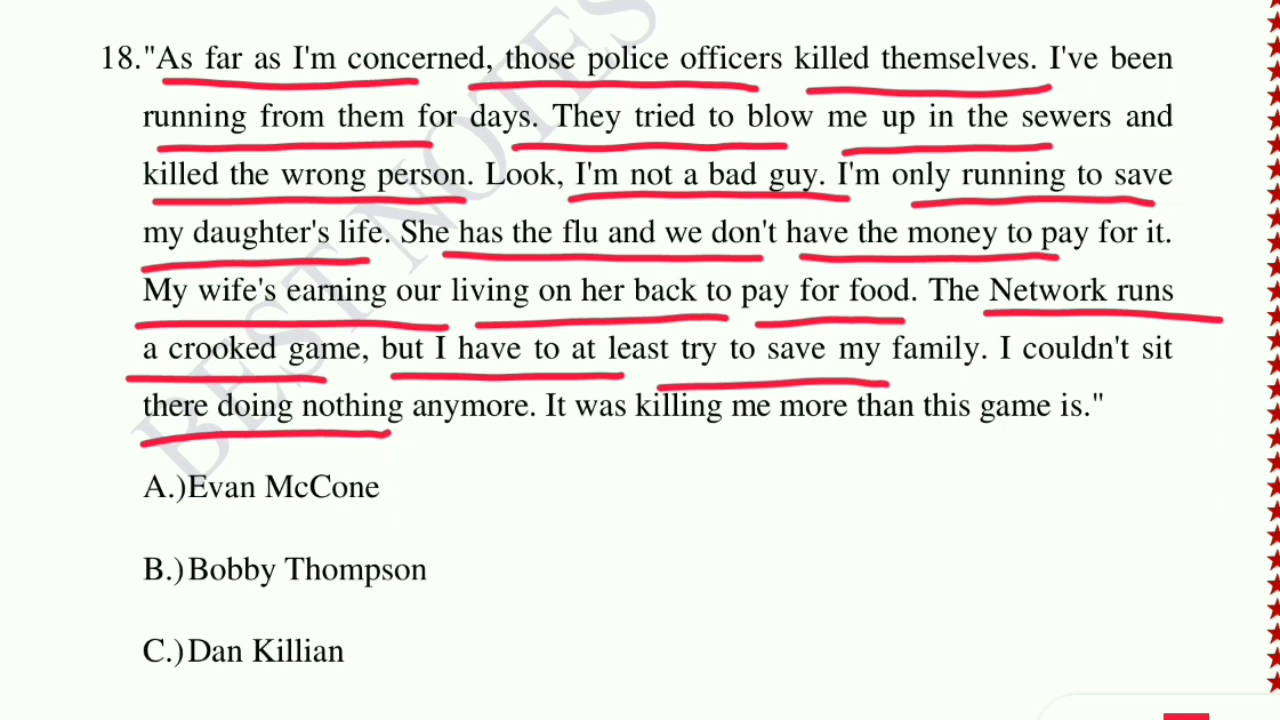 18."As far as I'm concerned, those police officers killed themselves. I've been
running from them for days. They tried to blow me up in the sewers and
killed the wrong person. Look, I'm not a bad guy. I'm only running to save
my daughter's life. She has the flu and we don't have the money to pay for it.
My wife's earning our living on her back to pay for food. The Network runs
a crooked game, but I have to at least try to save my family. I couldn't sit
there doing nothing anymore. It was killing me more than this game is."
A.)Evan McCone
B.)Bobby Thompson
C.)Dan Killian
BEST NOTES